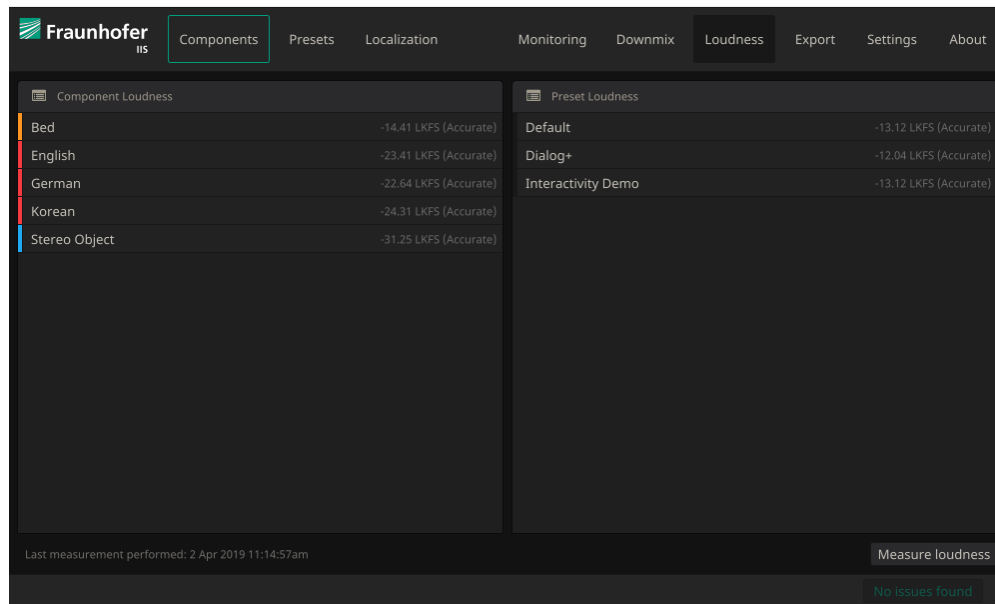 Fraunhofer
IIS
Components Presets Localization Monitoring Downmix Loudness Export Settings About
Component Loudness
Bed -14.41 LKFS (Accurate)
English -23.41 LKFS (Accurate)
German -22.64 LKFS (Accurate)
Korean -24.31 LKFS (Accurate)
Stereo Object -31.25 LKFS (Accurate)
Preset Loudness
Default -13.12 LKFS (Accurate)
Dialog+ -12.04 LKFS (Accurate)
Interactivity Demo -13.12 LKFS (Accurate)
Last measurement performed: 2 Apr 2019 11:14:57am
Measure loudness
No issues found